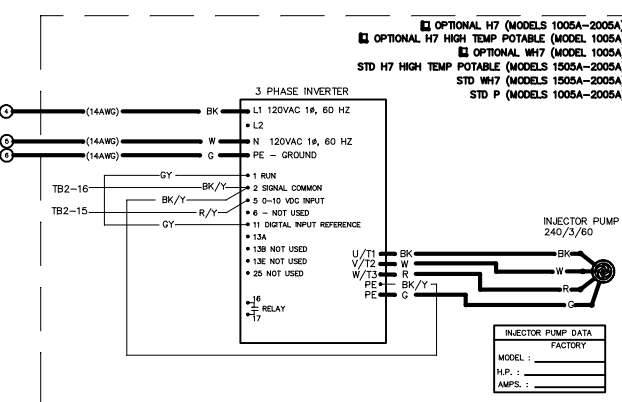 OPTIONAL H7 (MODELS 1005A-2005A)
OPTIONAL H7 HIGH TEMP POTABLE (MODEL 1005A
OPTIONAL WH7 (MODEL 1005A
STD H7 HIGH TEMP POTABLE (MODELS 1505A-2005A
STD WH7 (MODELS 1505A-2005A
STD P (MODELS 1005A-2005A
3 PHASE INVERTER
4 (14AWG) BK L1 120VAC 1ø, 60 HZ
L2
5 (14AWG) W N 120VAC 1ø, 60 HZ
6 (14AWG) G PE - GROUND
GY 1 RUN
TB2-16 BK/Y 2 SIGNAL COMMON
BK/Y 5 0-10 VDC INPUT
TB2-15 R/Y 6 - NOT USED
GY 11 DIGITAL INPUT REFERENCE
13A
13B NOT USED
13E NOT USED
25 NOT USED
16
RELAY
17
U/T1 BK
V/T2 W
W/T3 R
PE BK/Y
PE G
INJECTOR PUMP
240/3/60
BK
W
R
G
INJECTOR PUMP DATA
FACTORY
MODEL :
H.P. :
AMPS. :